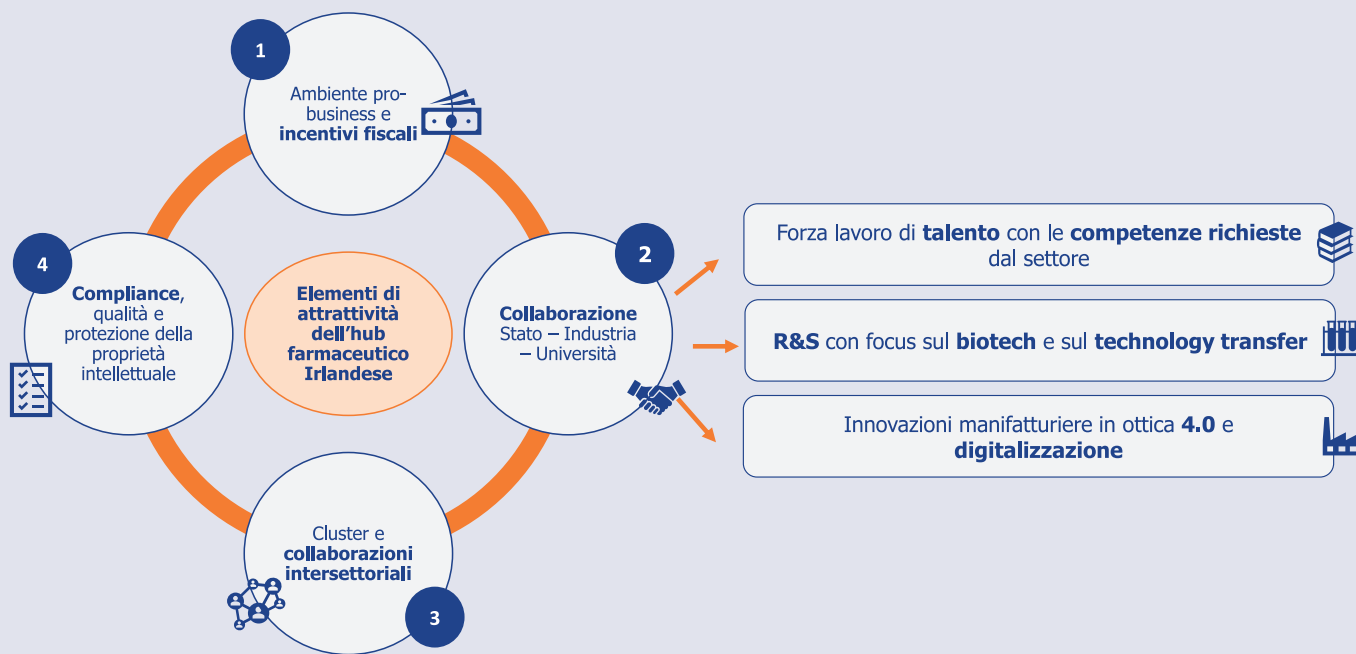 1
Ambiente pro-
business e
incentivi fiscali
2
Collaborazione
Stato – Industria
– Università
3
Cluster e
collaborazioni
intersettoriali
4
Compliance,
qualità e
protezione della
proprietà
intellettuale
Elementi di
attrattività
dell'hub
farmaceutico
Irlandese
Forza lavoro di talento con le competenze richieste
dal settore
R&S con focus sul biotech e sul technology transfer
Innovazioni manifatturiere in ottica 4.0 e
digitalizzazione